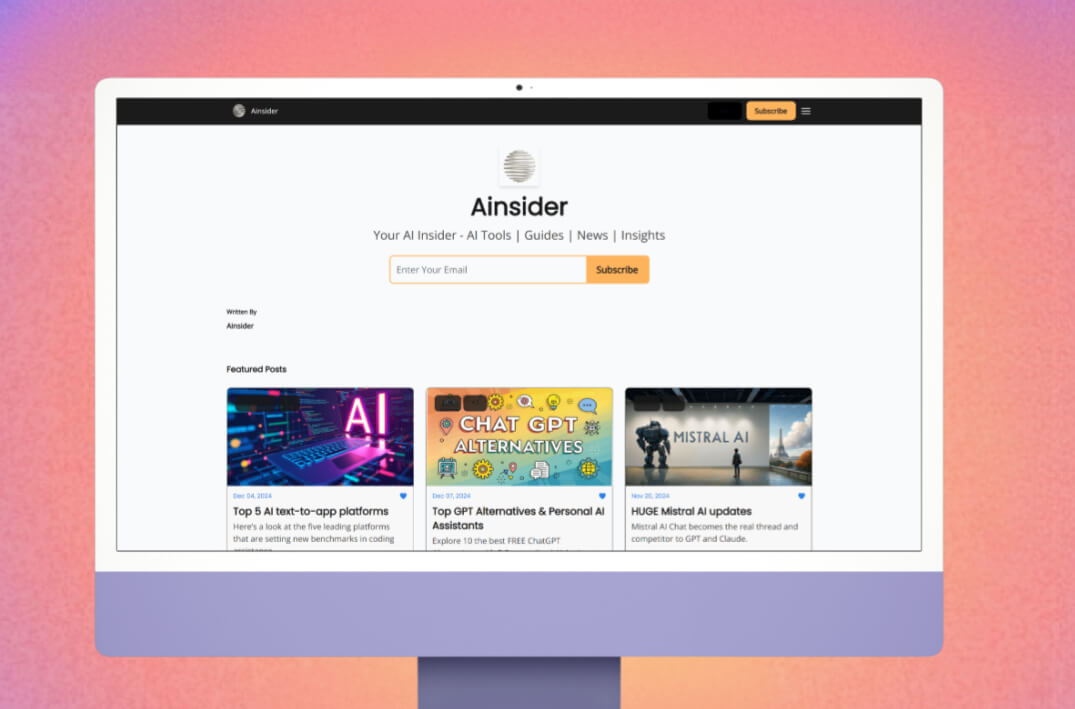 Ainsider
Subscribe
Ainsider
Your AI Insider - AI Tools | Guides | News | Insights
Enter Your Email
Subscribe
Written By
Ainsider
Featured Posts
AI
CHAT GPT
ALTERNATIVES
MISTRAL AI
Dec 04, 2024
Top 5 AI text-to-app platforms
Here's a look at the five leading platforms
that are setting new benchmarks in coding
assistance.
Dec 07, 2024
Top GPT Alternatives & Personal AI
Assistants
Explore 10 the best FREE ChatGPT
Nov 20, 2024
HUGE Mistral AI updates
Mistral AI Chat becomes the real thread and
competitor to GPT and Claude.